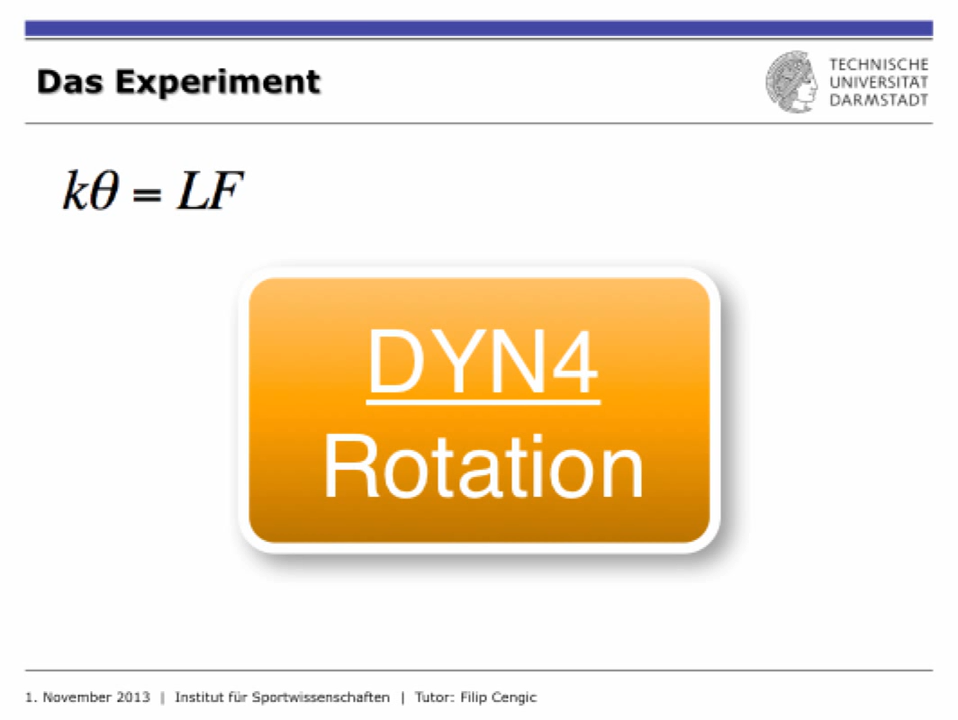 Das Experiment
TECHNISCHE
UNIVERSITÄT
DARMSTADT
kθ = LF
DYN4
Rotation
1. November 2013 | Institut für Sportwissenschaften | Tutor: Filip Cengic